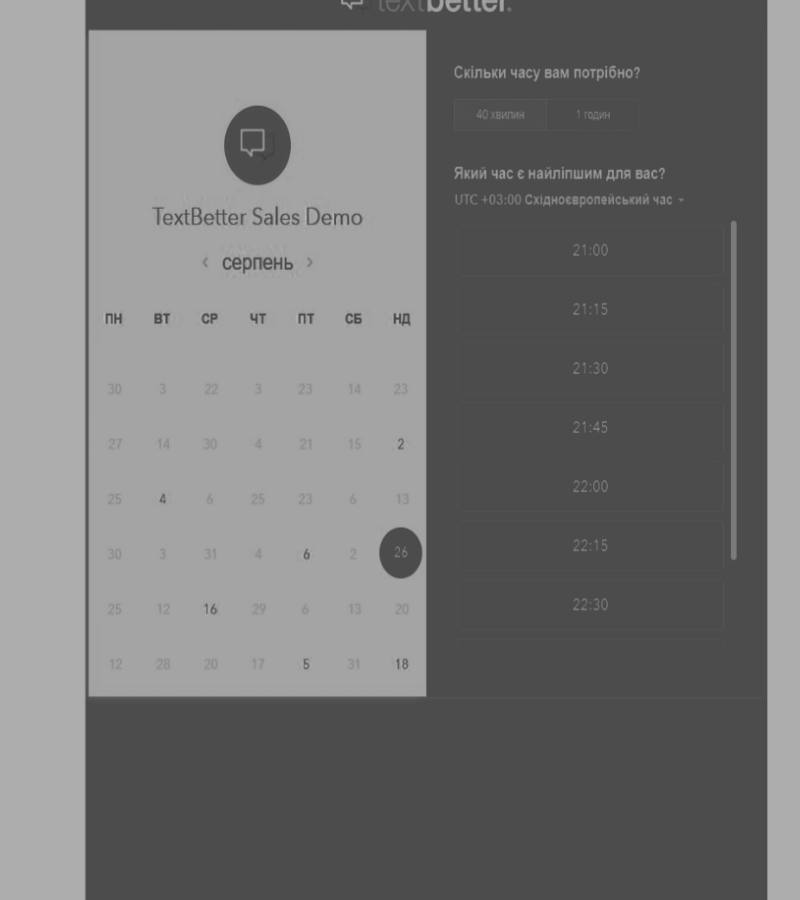 textbetter.
TextBetter Sales Demo
‹ серпень ›
ПН ВТ СР ЧТ ПТ СБ НД
30 3 22 3 23 14 23
27 14 30 4 21 15 2
25 4 6 25 23 6 13
30 3 31 4 6 2 26
25 12 16 29 6 13 20
12 28 20 17 5 31 18
Скільки часу вам потрібно?
40 хвилин 1 годин
Який час є найліпшим для вас?
UTC +03:00 Східноєвропейський час
21:00
21:15
21:30
21:45
22:00
22:15
22:30